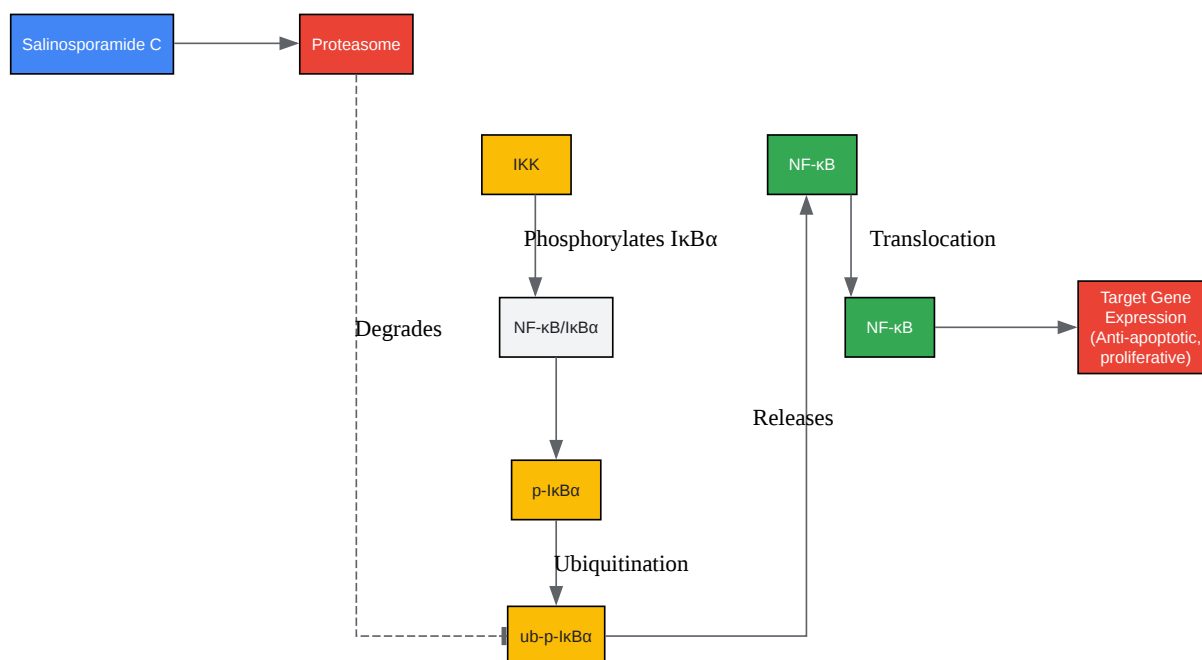 Salinosporamide C
Proteasome
IKK
NF-κB
Phosphorylates IκBα
Translocation
Degrades
NF-κB/IκBα
NF-κB
Target Gene
Expression
(Anti-apoptotic,
proliferative)
Releases
p-IκBα
Ubiquitination
ub-p-IκBα